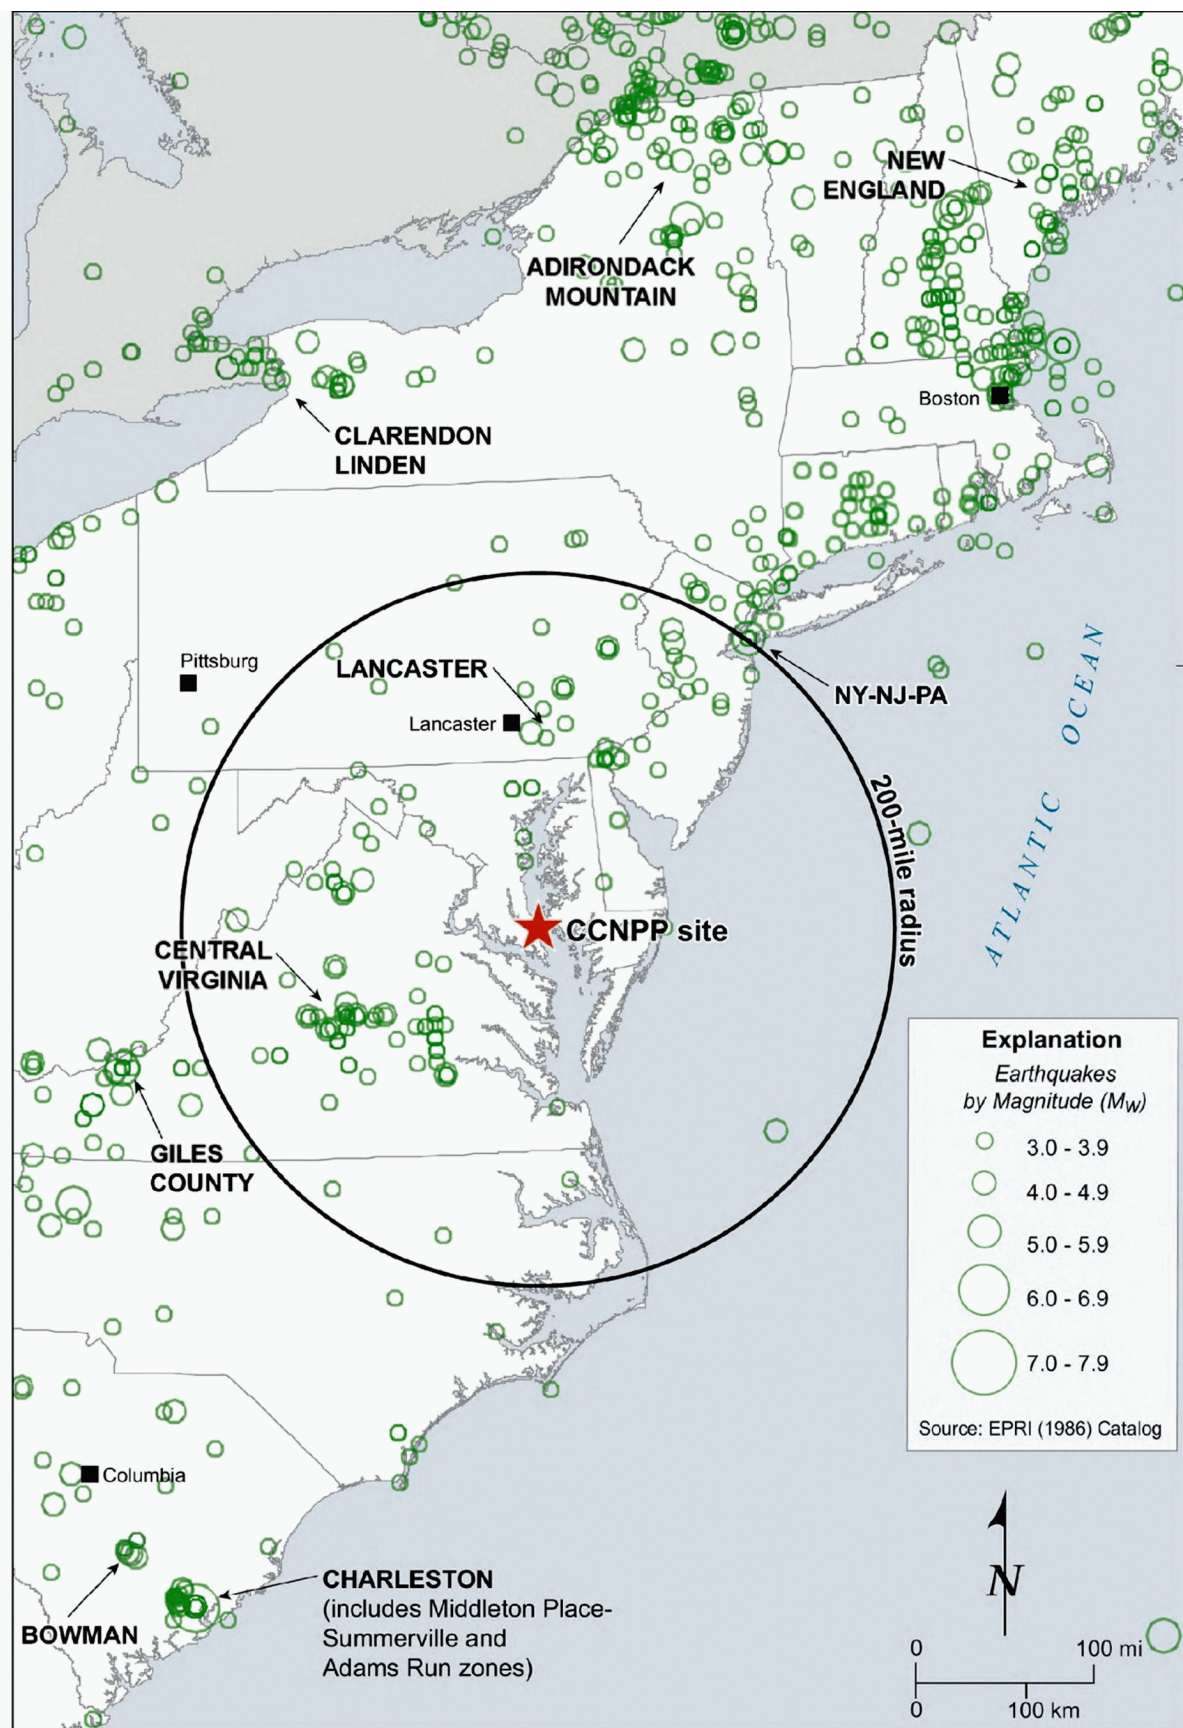 NEW
ENGLAND
ADIRONDACK
MOUNTAIN
Boston
CLARENDON
LINDEN
Pittsburg
LANCASTER
Lancaster
NY-NJ-PA
ATLANTIC OCEAN
200-mile radius
CCNPP site
CENTRAL
VIRGINIA
GILES
COUNTY
Explanation
Earthquakes
by Magnitude (MW)
3.0 - 3.9
4.0 - 4.9
5.0 - 5.9
6.0 - 6.9
7.0 - 7.9
Source: EPRI (1986) Catalog
Columbia
BOWMAN
CHARLESTON
(includes Middleton Place-
Summerville and
Adams Run zones)
N
0 100 mi
0 100 km